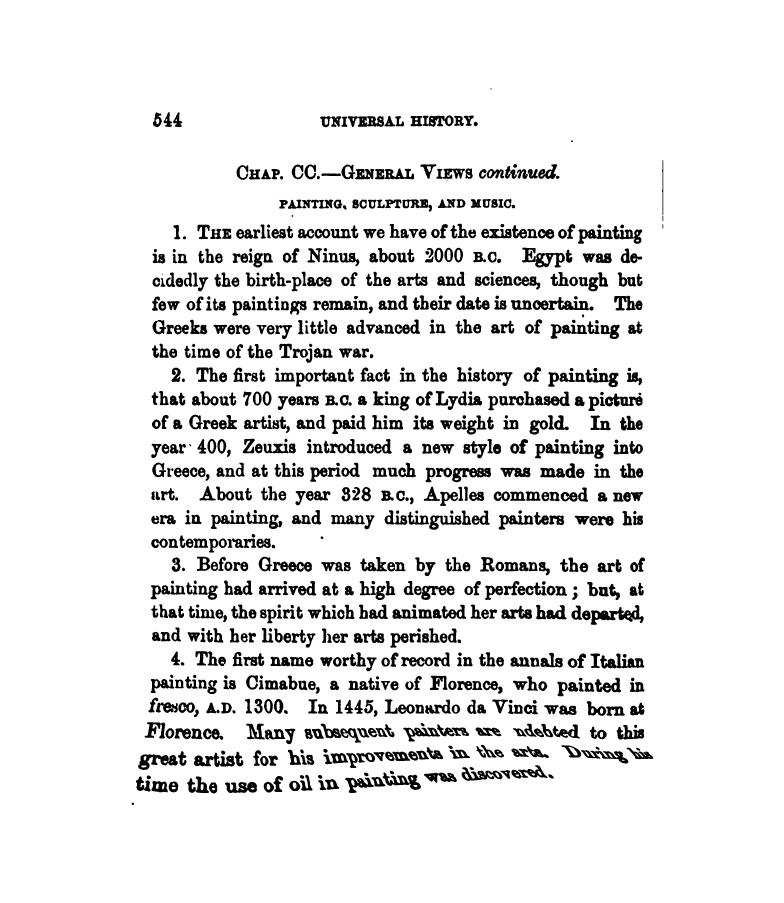 544 UNIVERSAL HISTORY.
CHAP. CC.—GENERAL VIEWS continued.
PAINTING, SCULPTURE, AND MUSIC.
1. THE earliest account we have of the existence of painting
is in the reign of Ninus, about 2000 B.C. Egypt was de-
cidedly the birth-place of the arts and sciences, though but
few of its paintings remain, and their date is uncertain. The
Greeks were very little advanced in the art of painting at
the time of the Trojan war.
2. The first important fact in the history of painting is,
that about 700 years B.C. a king of Lydia purchased a picture
of a Greek artist, and paid him its weight in gold. In the
year 400, Zeuxis introduced a new style of painting into
Greece, and at this period much progress was made in the
art. About the year 328 B.C., Apelles commenced a new
era in painting, and many distinguished painters were his
contemporaries.
3. Before Greece was taken by the Romans, the art of
painting had arrived at a high degree of perfection; but, at
that time, the spirit which had animated her arts had departed,
and with her liberty her arts perished.
4. The first name worthy of record in the annals of Italian
painting is Cimabue, a native of Florence, who painted in
fresco, A.D. 1300. In 1445, Leonardo da Vinci was born at
Florence. Many subsequent painters are ndebted to this
great artist for his improvements in the arts. During his
time the use of oil in painting was discovered.